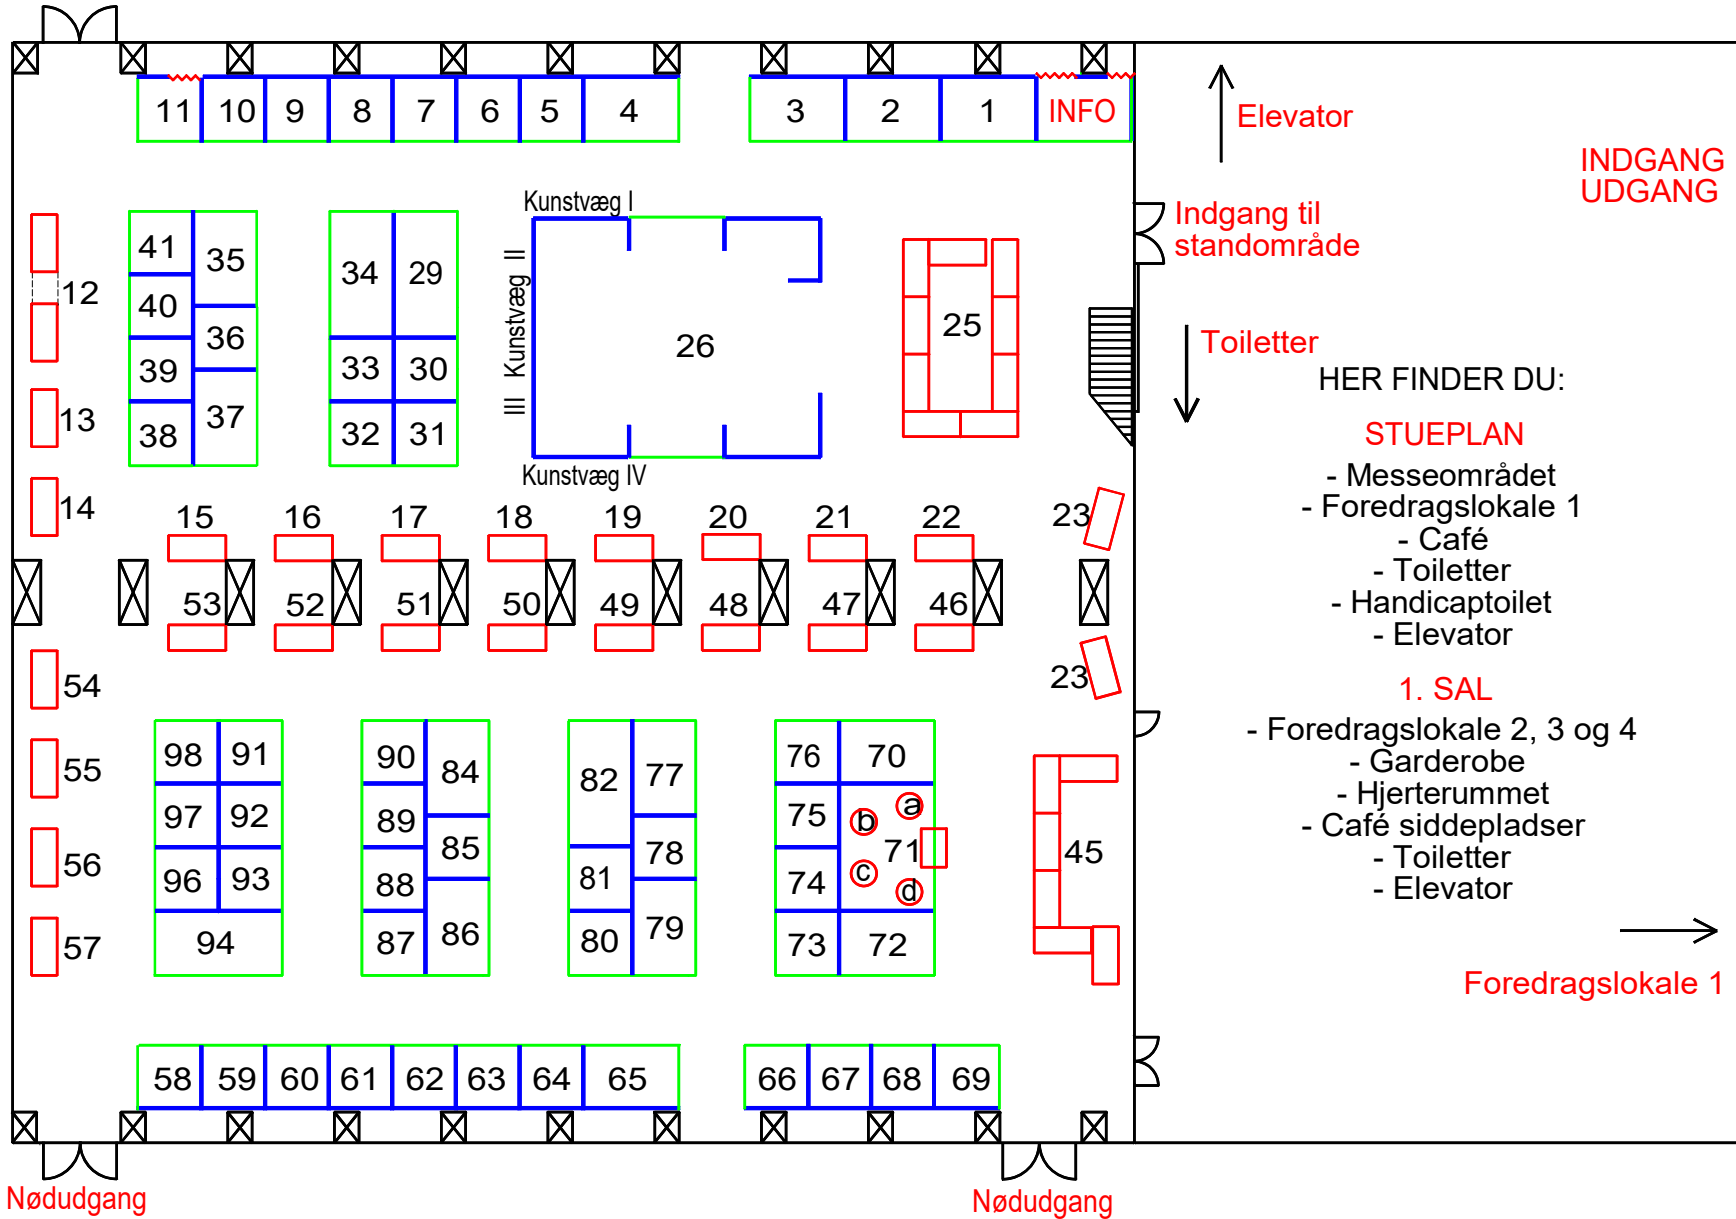 11 10 9 8 7 6 5 4 3 2 1 INFO
Elevator
INDGANG
UDGANG
Kunstvæg I
Indgang til
standområde
41 35 34 29
Kunstvæg II
12 40 36 33 30 26 25
Toiletter
III
39 37
13 38 32 31
Kunstvæg IV
14 15 16 17 18 19 20 21 22 23
53 52 51 50 49 48 47 46
54 23
98 91 90 84 82 77 76 70
55 97 92 89 85 81 78 75 a b 71 c d 45
56 96 93 88 86 80 79 74
57 94 87 73 72
58 59 60 61 62 63 64 65 66 67 68 69
Nødudgang
Nødudgang
HER FINDER DU:
STUEPLAN
- Messeområdet
- Foredragslokale 1
- Café
- Toiletter
- Handicaptoilet
- Elevator
1. SAL
- Foredragslokale 2, 3 og 4
- Garderobe
- Hjerterummet
- Café siddepladser
- Toiletter
- Elevator
Foredragslokale 1